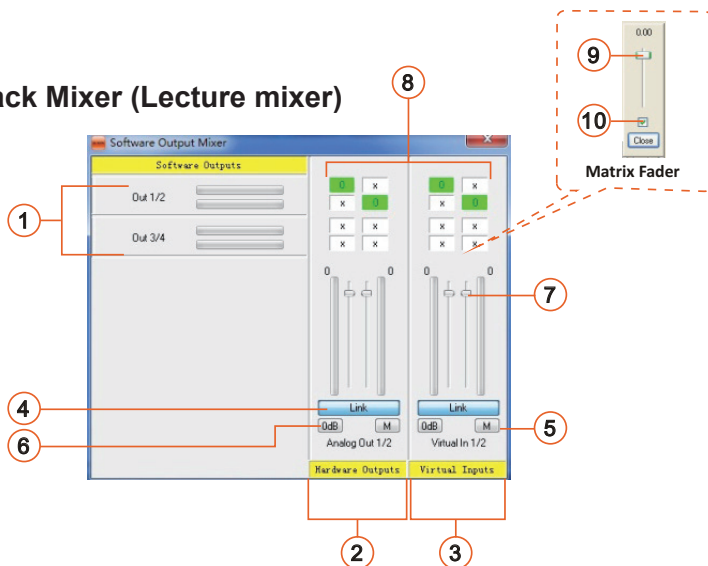 ack Mixer (Lecture mixer)
8
9
10
0.00
Close
Matrix Fader
Software Output Mixer
Software Outputs
1
Out 1/2
Out 3/4
0 x 0 x
x 0 x 0
x x x x
x x x x
0 0 0 0
7
4
Link Link
6
0dB M 0dB M
5
Analog Out 1/2 Virtual In 1/2
Hardware Outputs Virtual Inputs
2 3